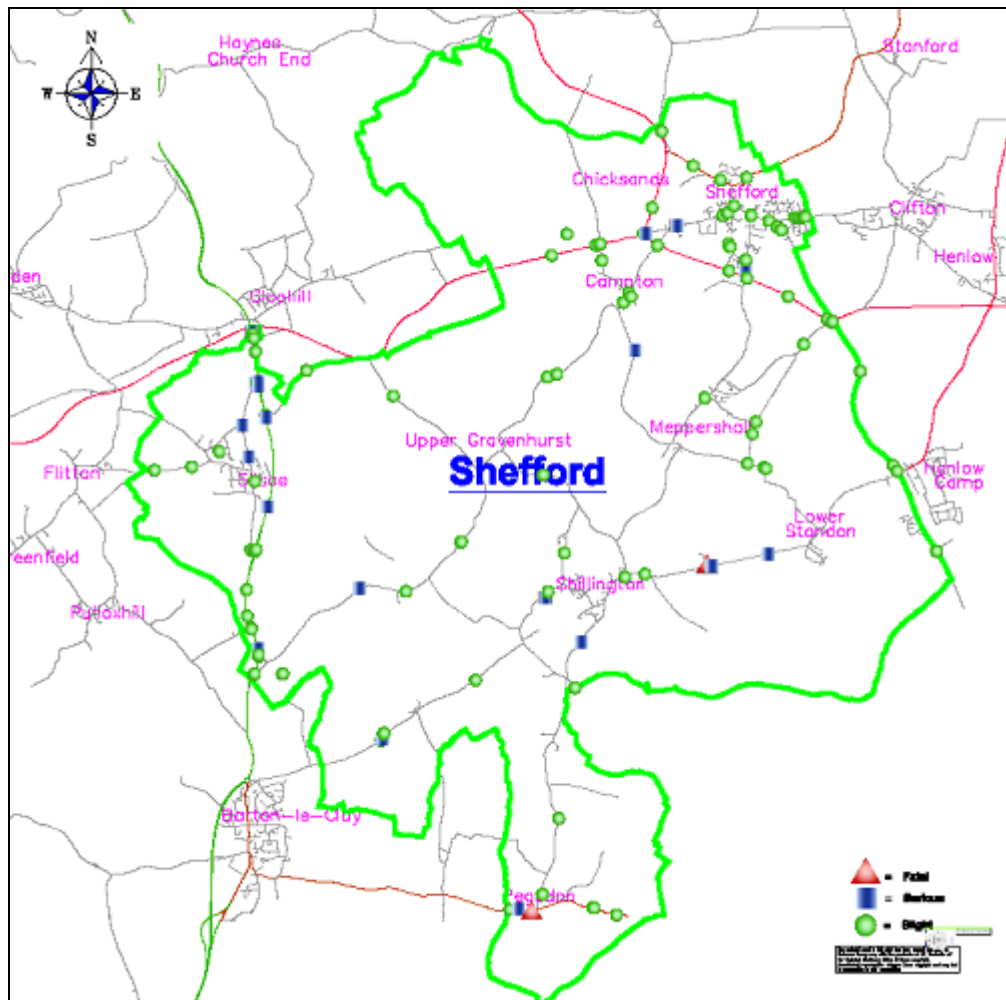 N
W E
S
Haynes
Church End
Stanford
Chicksands
Shefford
Clifton
Henlow
den
Clophill
Campton
Upper Gravenhurst
Meppershall
Shefford
Flitton
Silsoe
Henlow
Camp
Lower
Stondon
eenfield
Shillington
Pulloxhill
Barton-le-Clay
Pegsdon
= Fatal
= Serious
= Slight